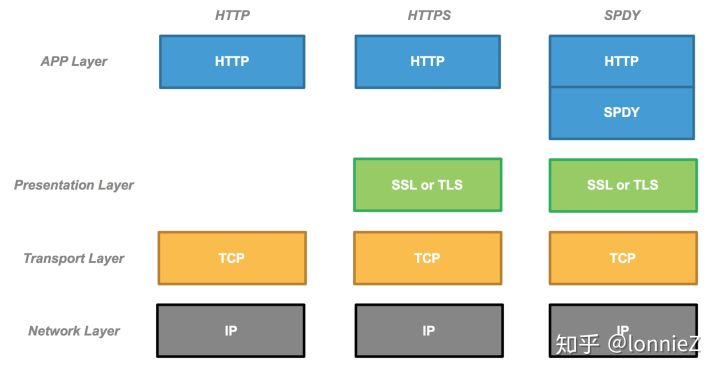 HTTP HTTPS SPDY
APP Layer HTTP HTTP HTTP
SPDY
Presentation Layer SSL or TLS SSL or TLS
Transport Layer TCP TCP TCP
Network Layer IP IP IP
知乎 @lonnieZ